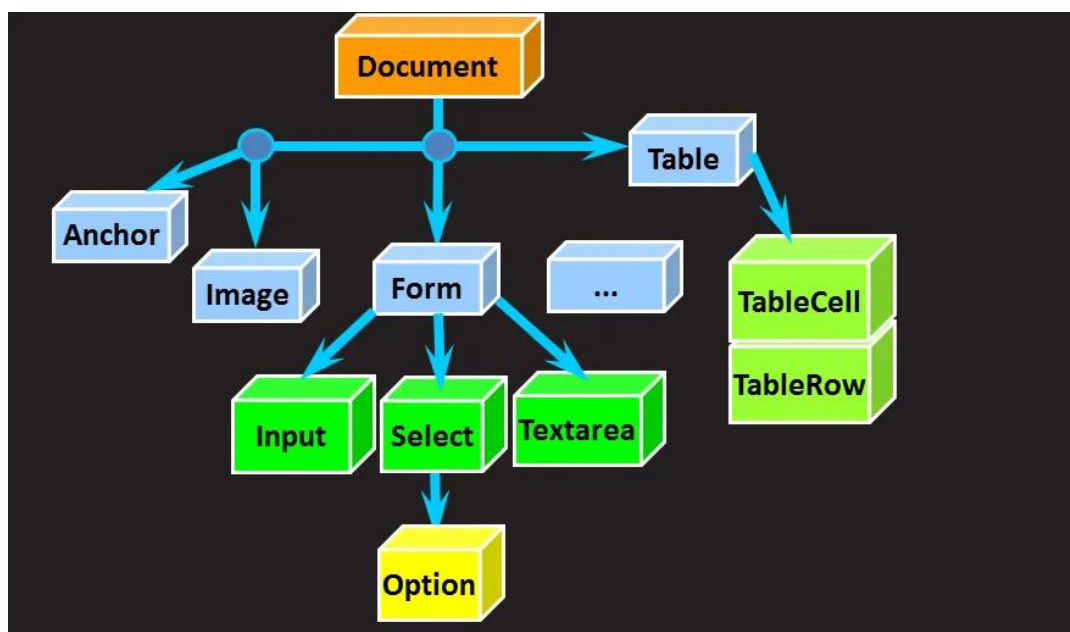 Document
Table
Anchor
Image
Form
...
TableCell
TableRow
Input
Select
Textarea
Option